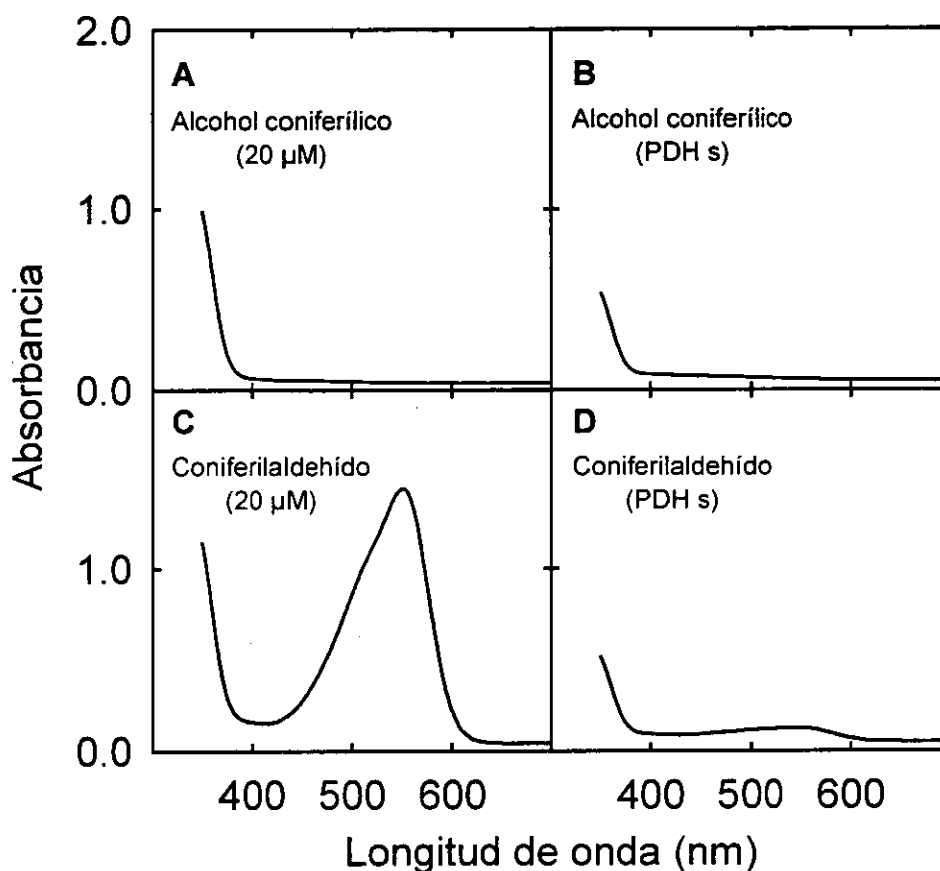 2.0
A
B
Alcohol coniferílico
(20 µM)
Alcohol coniferílico
(PDH s)
1.0
Absorbancia
0.0
C
D
Coniferilaldehído
(20 µM)
Coniferilaldehído
(PDH s)
1.0
0.0
400 500 600 400 500 600
Longitud de onda (nm)